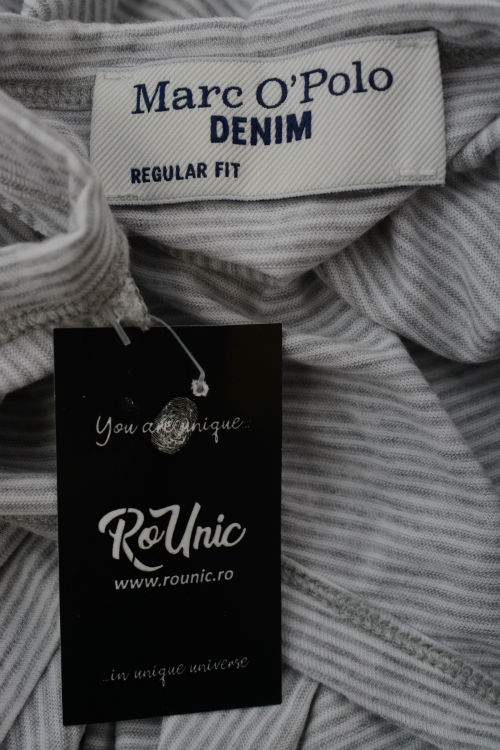 Marc O'Polo
DENIM
REGULAR FIT
You are unique...
RoUnic
www.rounic.ro
...in unique universe